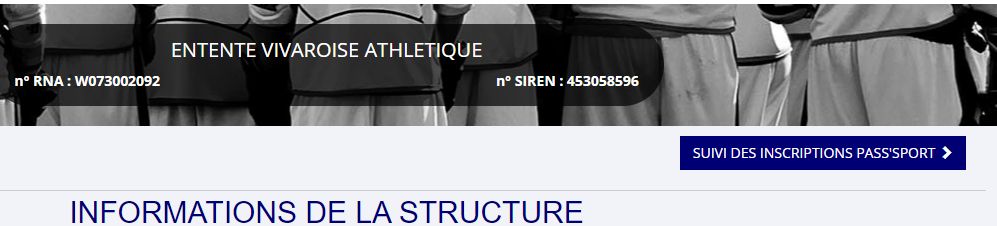 ENTENTE VIVAROISE ATHLETIQUE
n° RNA : W073002092 n° SIREN : 453058596
SUIVI DES INSCRIPTIONS PASS'SPORT
INFORMATIONS DE LA STRUCTURE